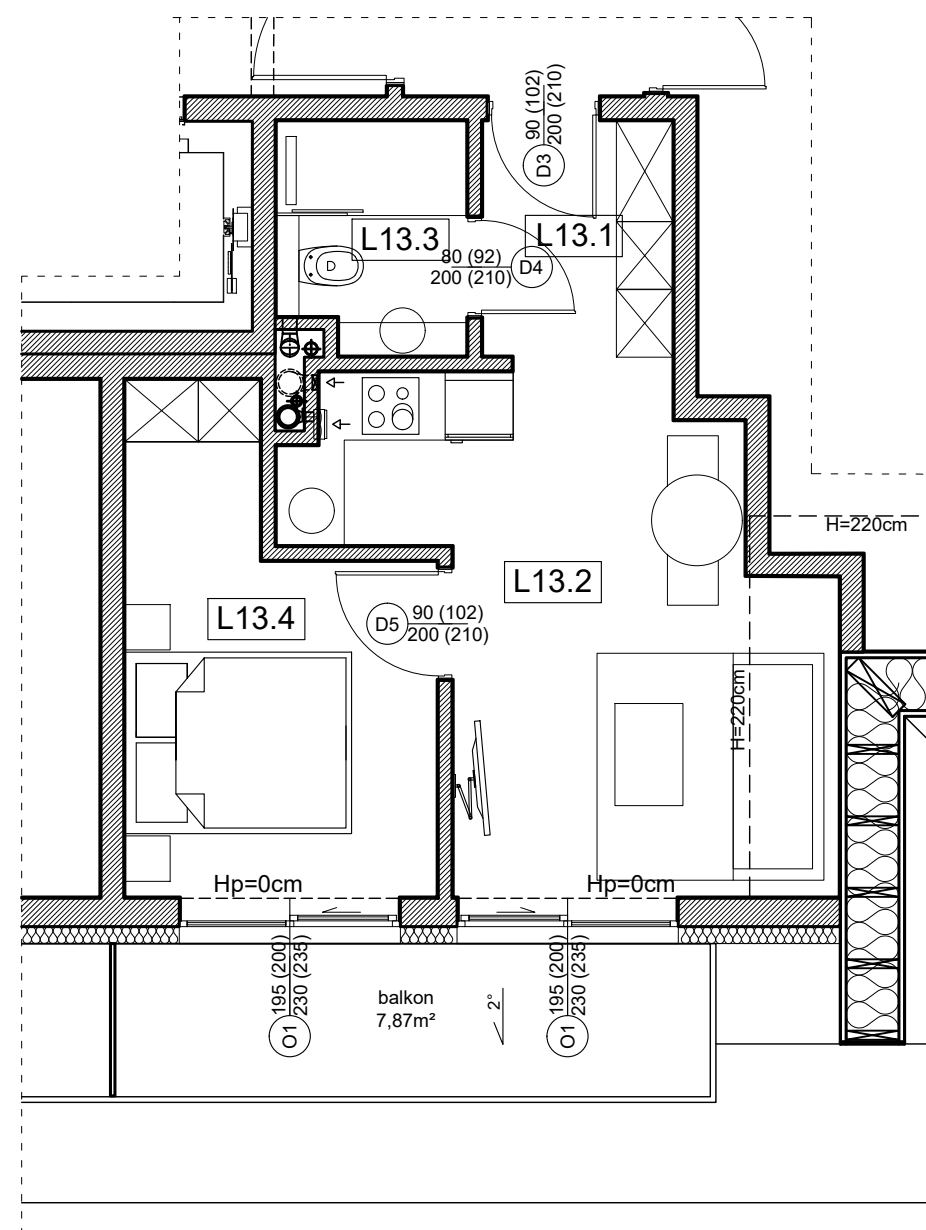 90 (102)
200 (210)
D3
L13.3
L13.1
80 (92)
200 (210)
D4
D
H=220cm
L13.2
L13.4
D5
90 (102)
200 (210)
H=220cm
Hp=0cm
Hp=0cm
195 (200)
230 (235)
O1
balkon
7,87m²
2°
195 (200)
230 (235)
O1